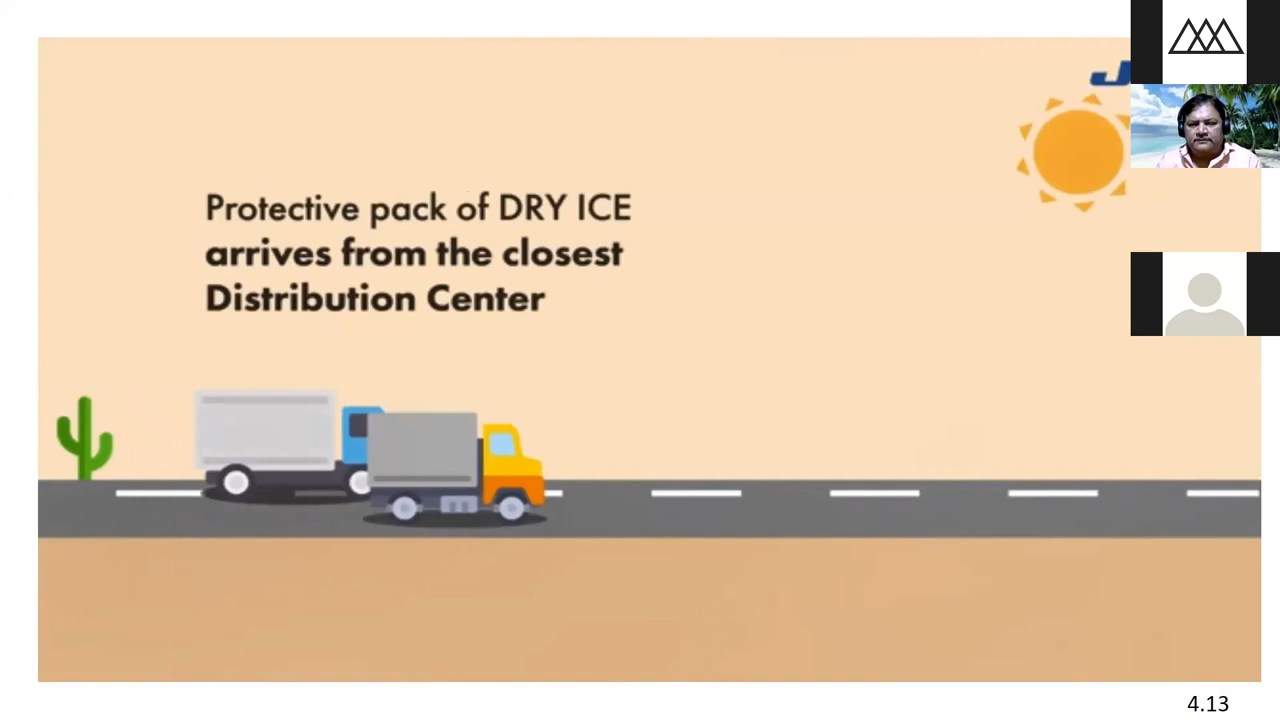 Protective pack of DRY ICE
arrives from the closest
Distribution Center
4.13